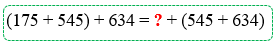 (175 + 545) + 634 = ? + (545 + 634)